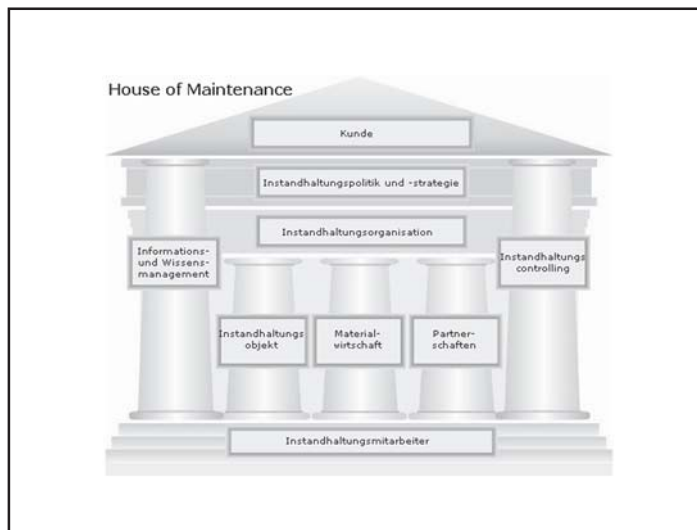 House of Maintenance
Kunde
Instandhaltungspolitik und -strategie
Instandhaltungsorganisation
Informations-
und Wissens-
management
Instandhaltungs
controlling
Instandhaltungs
objekt
Material-
wirtschaft
Partner-
schaften
Instandhaltungsmitarbeiter